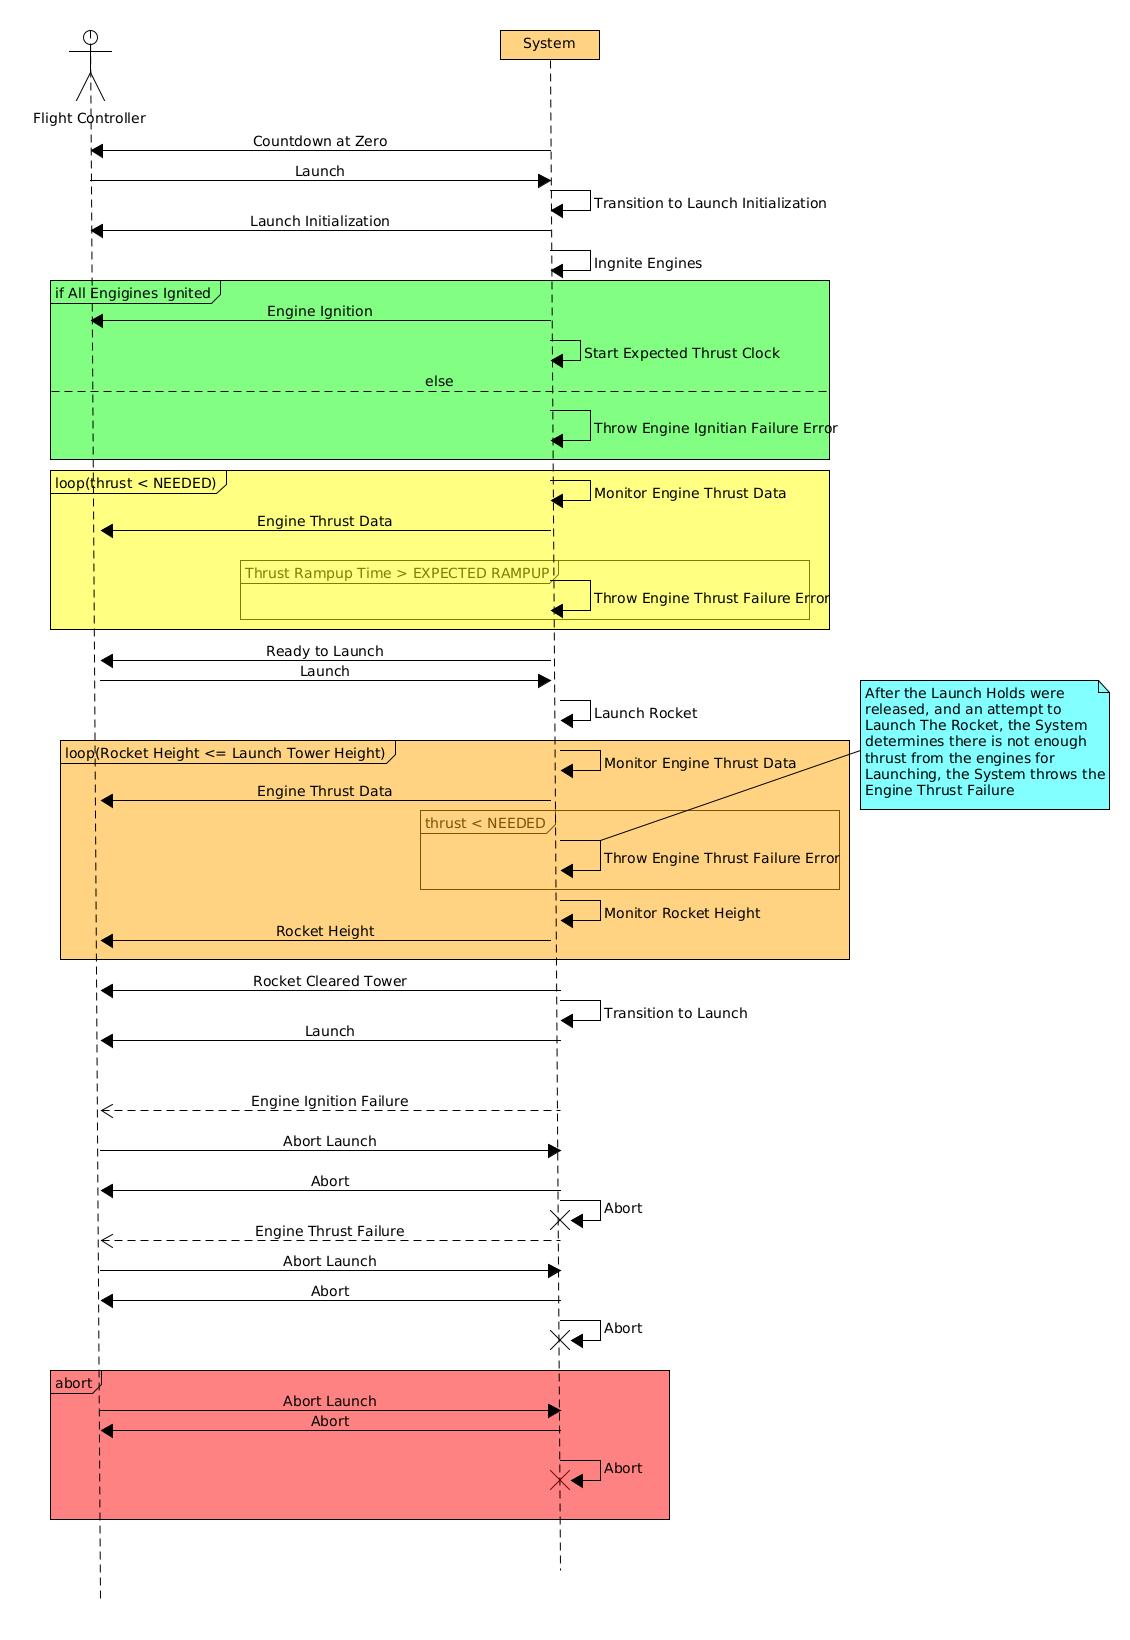 System
Flight Controller
Countdown at Zero
Launch
Transition to Launch Initialization
Launch Initialization
Ingnite Engines
if All Engigines Ignited
Engine Ignition
Start Expected Thrust Clock
else
Throw Engine Ignitian Failure Error
loop(thrust < NEEDED)
Monitor Engine Thrust Data
Engine Thrust Data
Thrust Rampup Time > EXPECTED RAMPUP
Throw Engine Thrust Failure Error
Ready to Launch
Launch
Launch Rocket
After the Launch Holds were
released, and an attempt to
Launch The Rocket, the System
determines there is not enough
thrust from the engines for
Launching, the System throws the
Engine Thrust Failure
loop(Rocket Height <= Launch Tower Height)
Monitor Engine Thrust Data
Engine Thrust Data
thrust < NEEDED
Throw Engine Thrust Failure Error
Monitor Rocket Height
Rocket Height
Rocket Cleared Tower
Transition to Launch
Launch
Engine Ignition Failure
Abort Launch
Abort
Abort
Engine Thrust Failure
Abort Launch
Abort
Abort
abort
Abort Launch
Abort
Abort